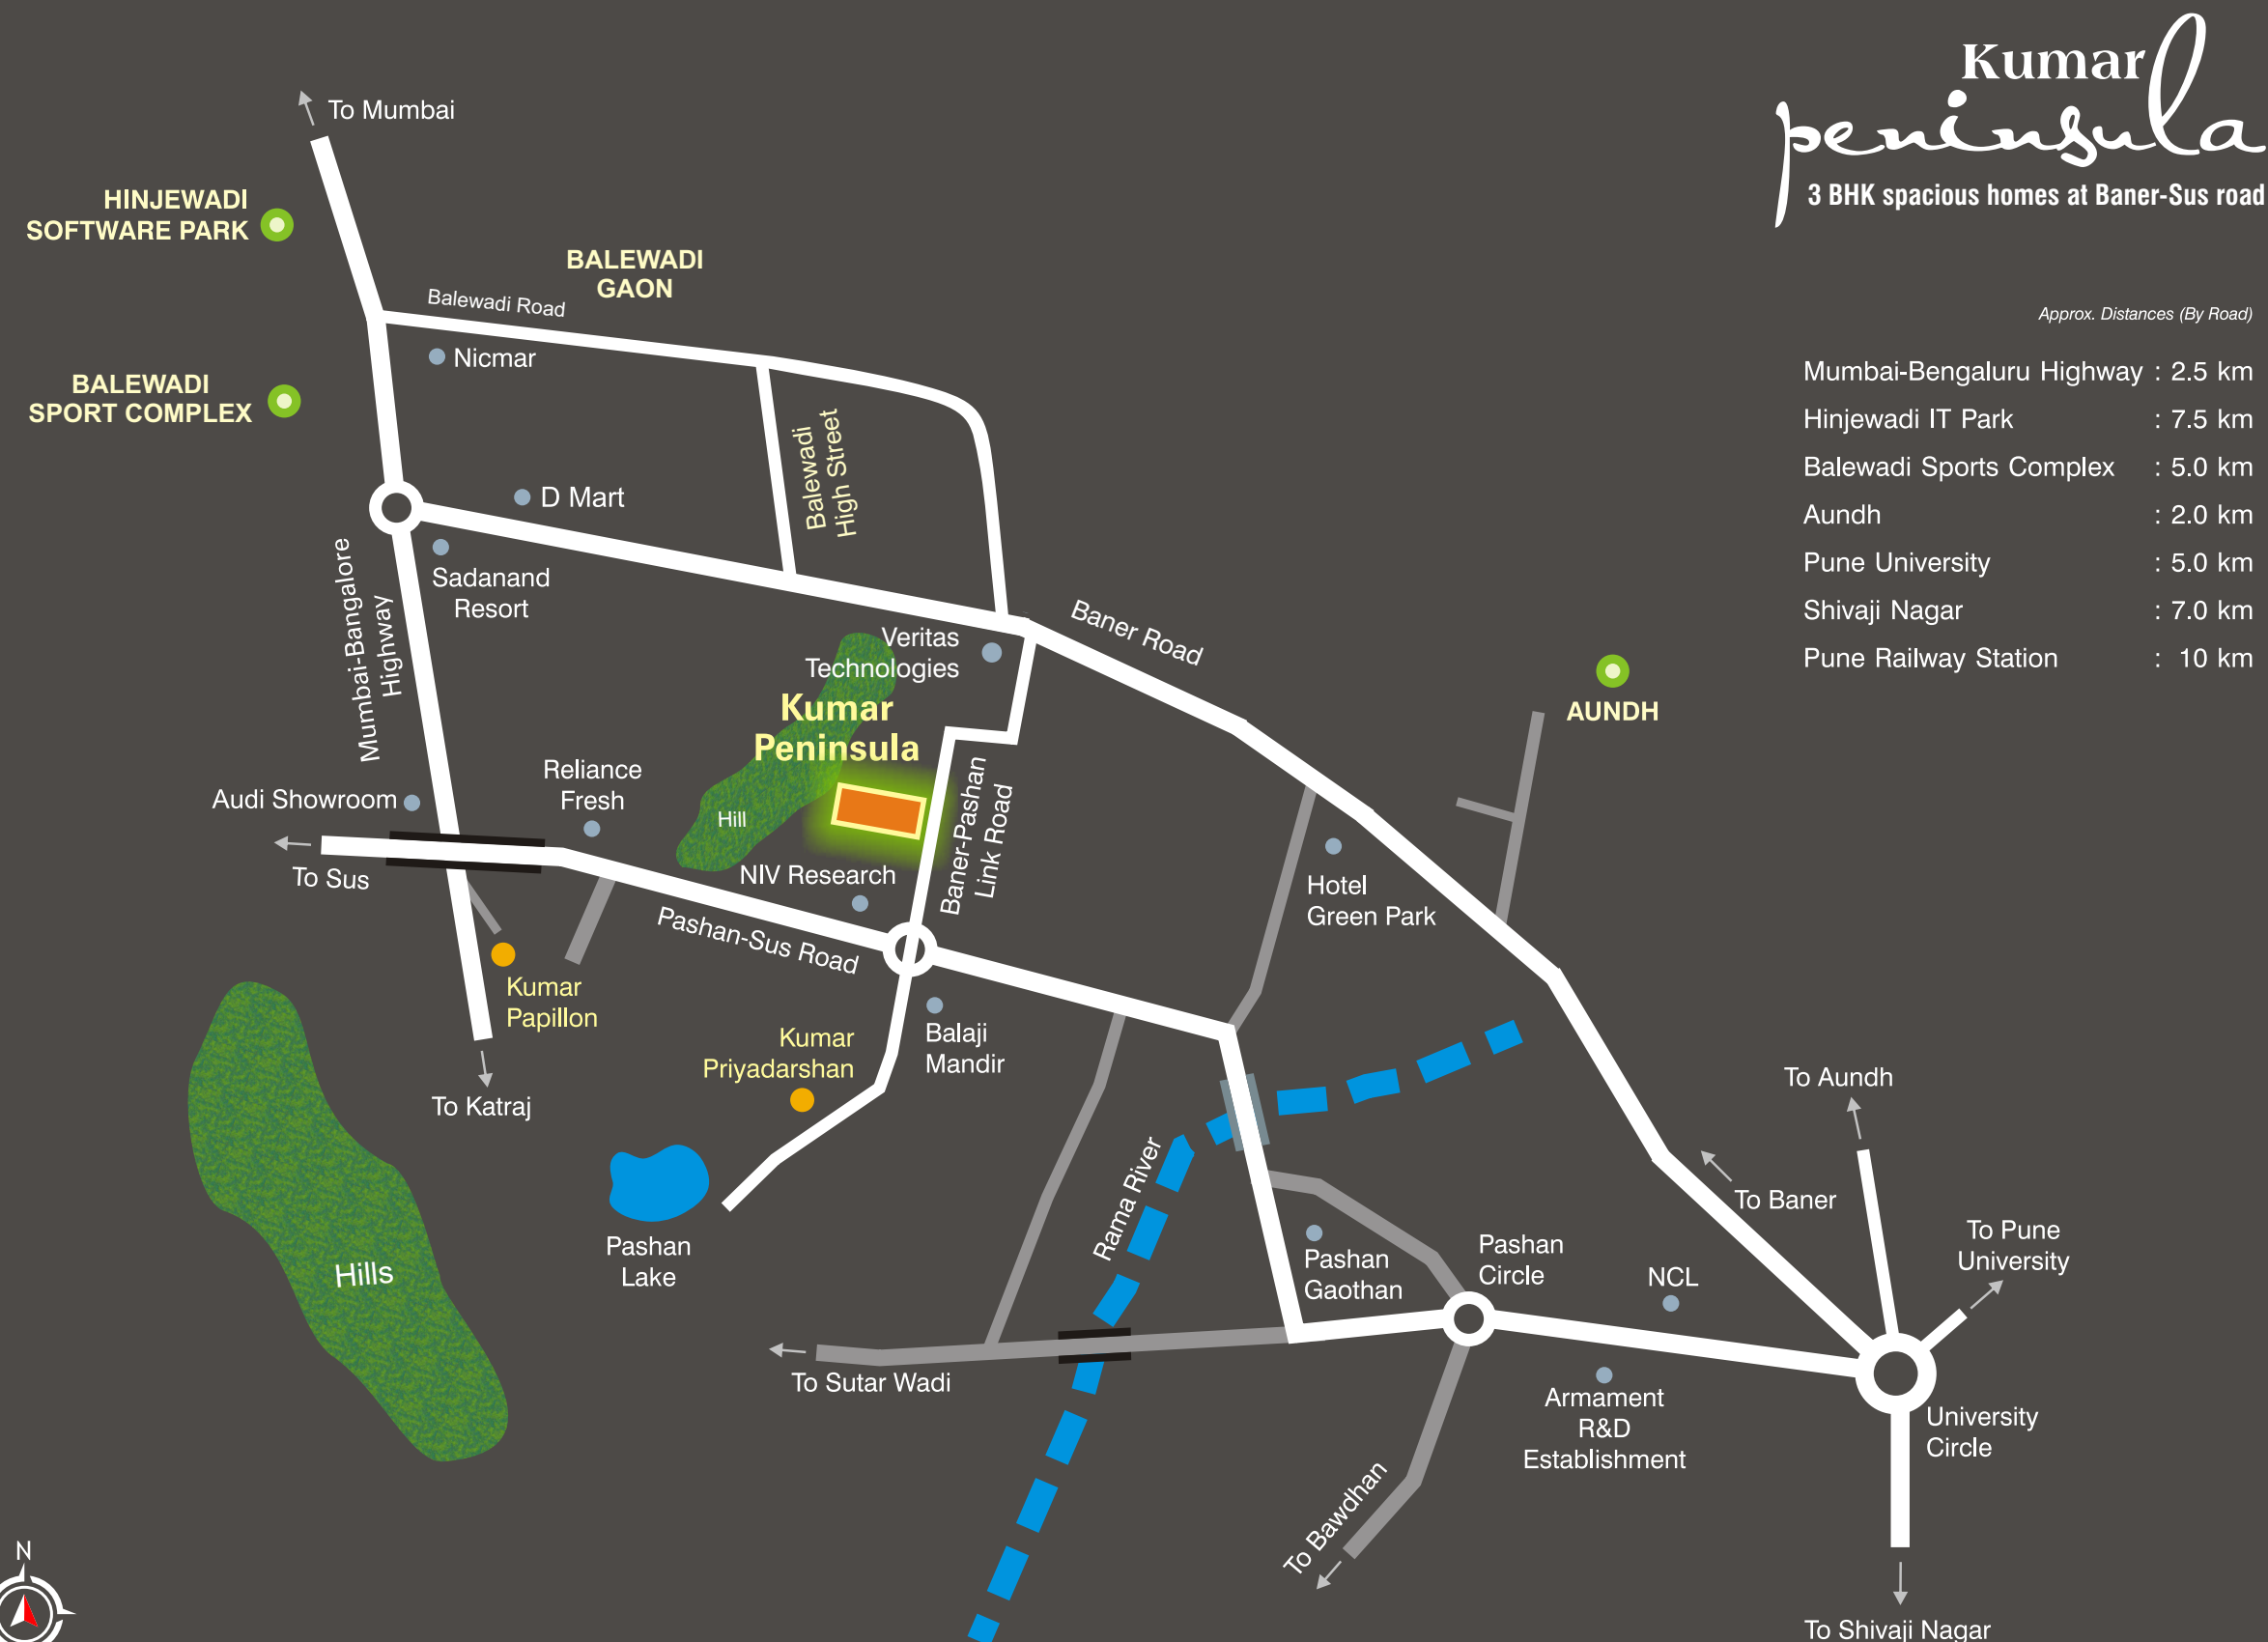 Kumar
peninsula
3 BHK spacious homes at Baner-Sus road
Approx. Distances (By Road)
Mumbai-Bengaluru Highway : 2.5 km
Hinjewadi IT Park : 7.5 km
Balewadi Sports Complex : 5.0 km
Aundh : 2.0 km
Pune University : 5.0 km
Shivaji Nagar : 7.0 km
Pune Railway Station : 10 km
To Mumbai
HINJEWADI
SOFTWARE PARK
BALEWADI
GAON
Balewadi Road
Nicmar
BALEWADI
SPORT COMPLEX
Balewadi
High Street
D Mart
Sadanand
Resort
Mumbai-Bangalore
Highway
Veritas
Technologies
Baner Road
Kumar
Peninsula
AUNDH
Reliance
Fresh
Audi Showroom
Hill
Baner-Pashan
Link Road
To Sus
NIV Research
Hotel
Green Park
Pashan-Sus Road
Kumar
Papillon
Kumar
Priyadarshan
Balaji
Mandir
To Katraj
To Aundh
Rama River
To Baner
Pashan
Lake
Hills
Pashan
Gaothan
Pashan
Circle
NCL
To Pune
University
To Sutar Wadi
Armament
R&D
Establishment
University
Circle
To Bawdhan
N
To Shivaji Nagar